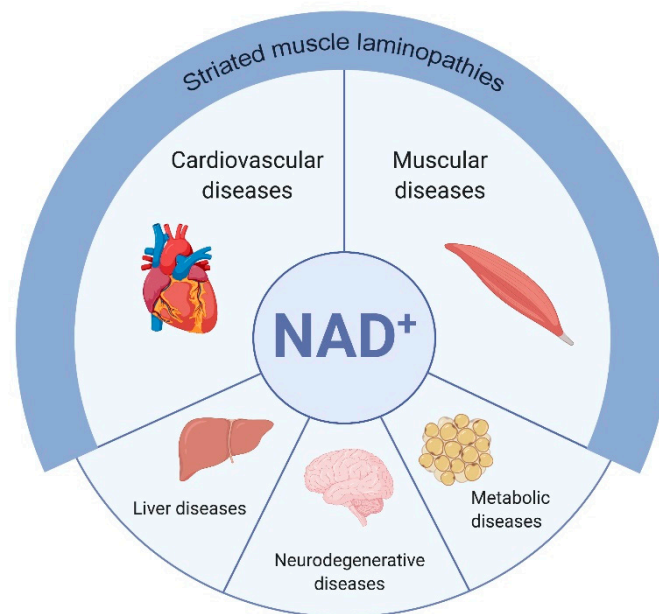 Striated muscle laminopathies
Cardiovascular
diseases
Muscular
diseases
NAD⁺
Liver diseases
Neurodegenerative
diseases
Metabolic
diseases